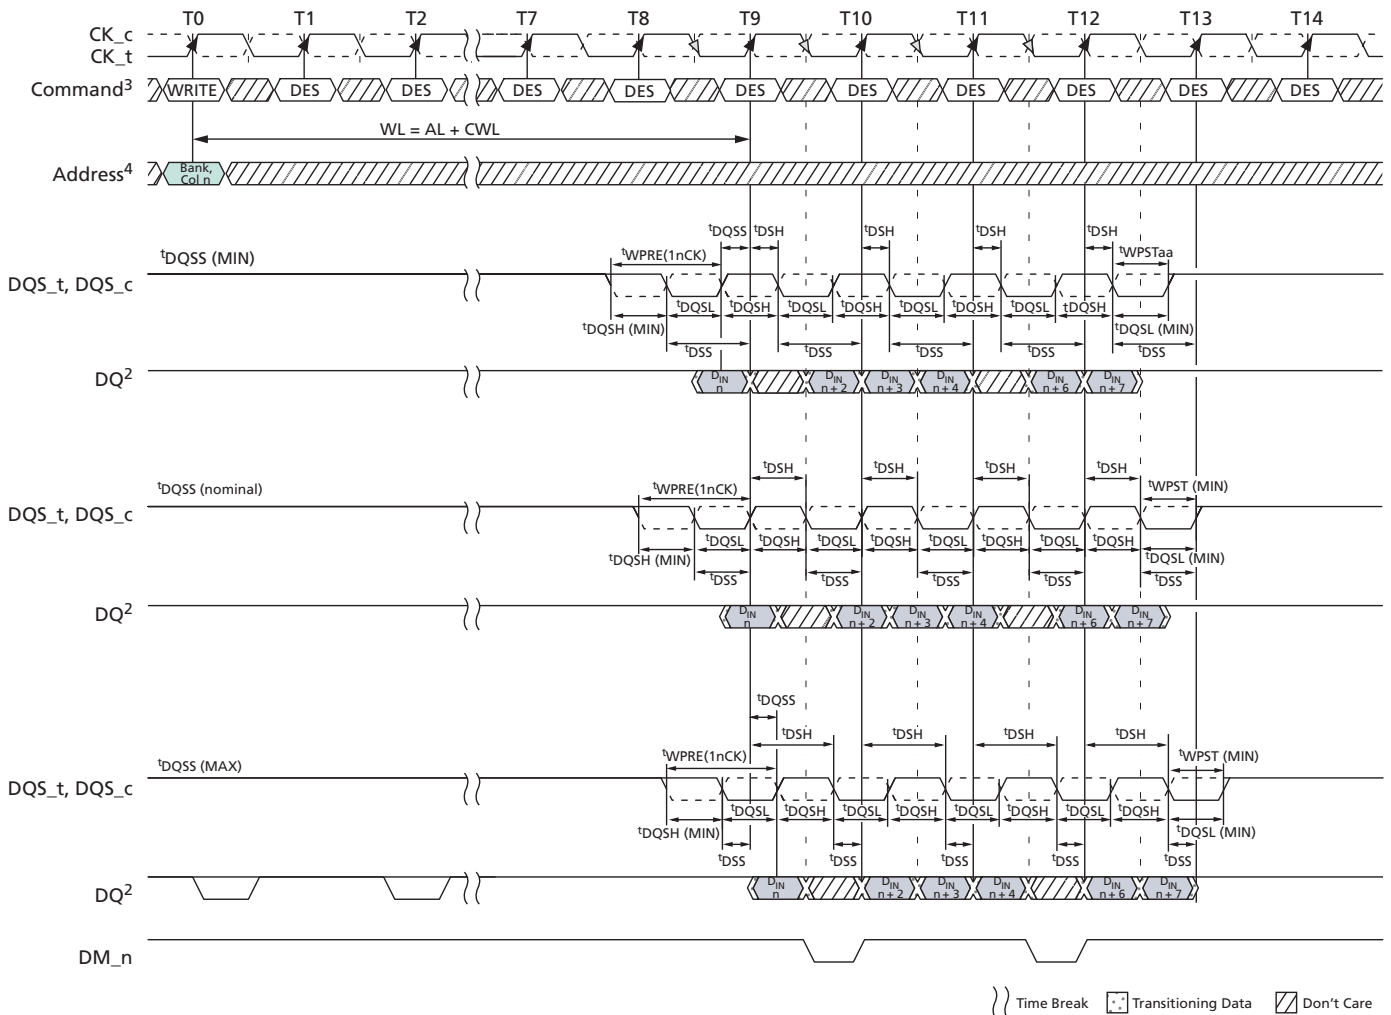 T0 T1 T2 T7 T8 T9 T10 T11 T12 T13 T14
CK_c
CK_t
Command3 WRITE DES DES DES DES DES DES DES DES DES DES
WL = AL + CWL
Address4 Bank, Col n
tDQSS tDSH tDSH tDSH tDSH
tDQSS (MIN) tWPRE(1nCK) tWPSTaa
DQS_t, DQS_c
tDQSL tDQSH tDQSL tDQSH tDQSL tDQSH tDQSL tDQSH
tDQSH (MIN) tDQSL (MIN)
tDSS tDSS tDSS tDSS tDSS
DQ2 DIN n DIN n + 2 DIN n + 3 DIN n + 4 DIN n + 6 DIN n + 7
tDSH tDSH tDSH tDSH
tDQSS (nominal) tWPRE(1nCK) tWPST (MIN)
DQS_t, DQS_c
tDQSL tDQSH tDQSL tDQSH tDQSL tDQSH tDQSL tDQSH
tDQSH (MIN) tDQSL (MIN)
tDSS tDSS tDSS tDSS tDSS
DQ2 DIN n DIN n + 2 DIN n + 3 DIN n + 4 DIN n + 6 DIN n + 7
tDQSS
tDSH tDSH tDSH tDSH
tDQSS (MAX) tWPRE(1nCK) tWPST (MIN)
DQS_t, DQS_c
tDQSL tDQSH tDQSL tDQSH tDQSL tDQSH tDQSL tDQSH
tDQSH (MIN) tDQSL (MIN)
tDSS tDSS tDSS tDSS tDSS
DQ2 DIN n DIN n + 2 DIN n + 3 DIN n + 4 DIN n + 6 DIN n + 7
DM_n
Time Break Transitioning Data Don't Care